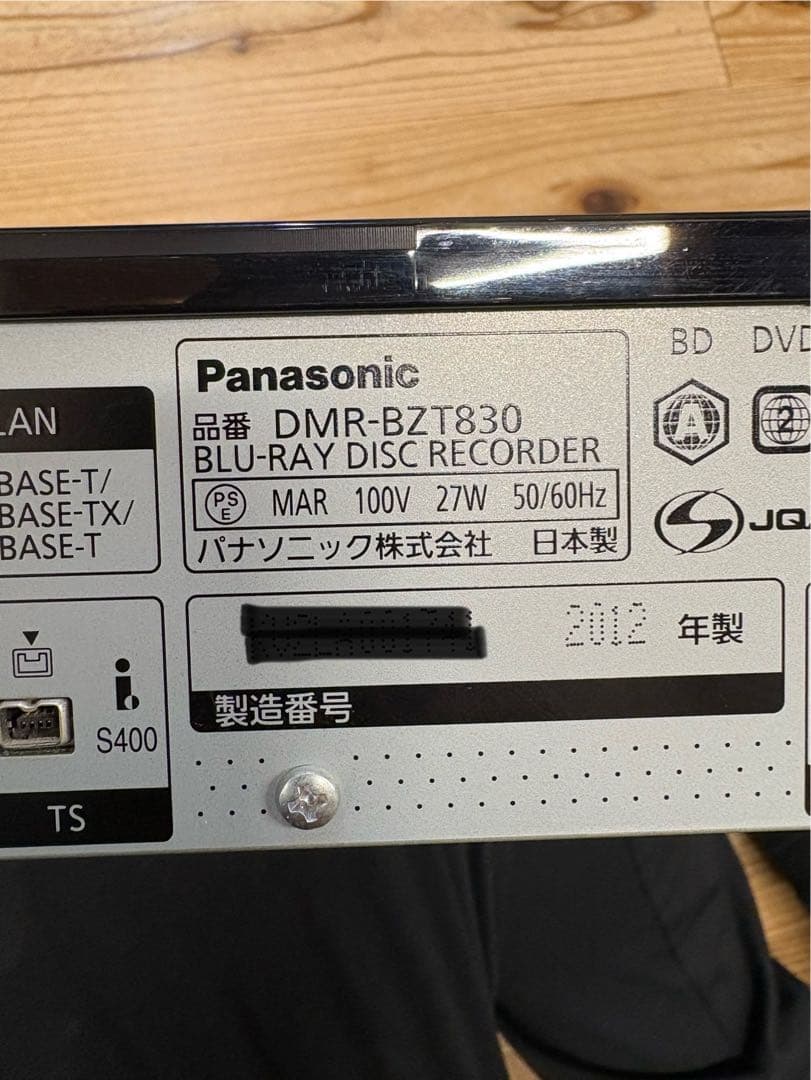 BD DVD
Panasonic
品番 DMR-BZT830
BLU-RAY DISC RECORDER
PS E MAR 100V 27W 50/60Hz
パナソニック株式会社 日本製
A 2
JQA
LAN
BASE-T/
BASE-TX/
BASE-T
2012 年製
製造番号
i.
S400
TS